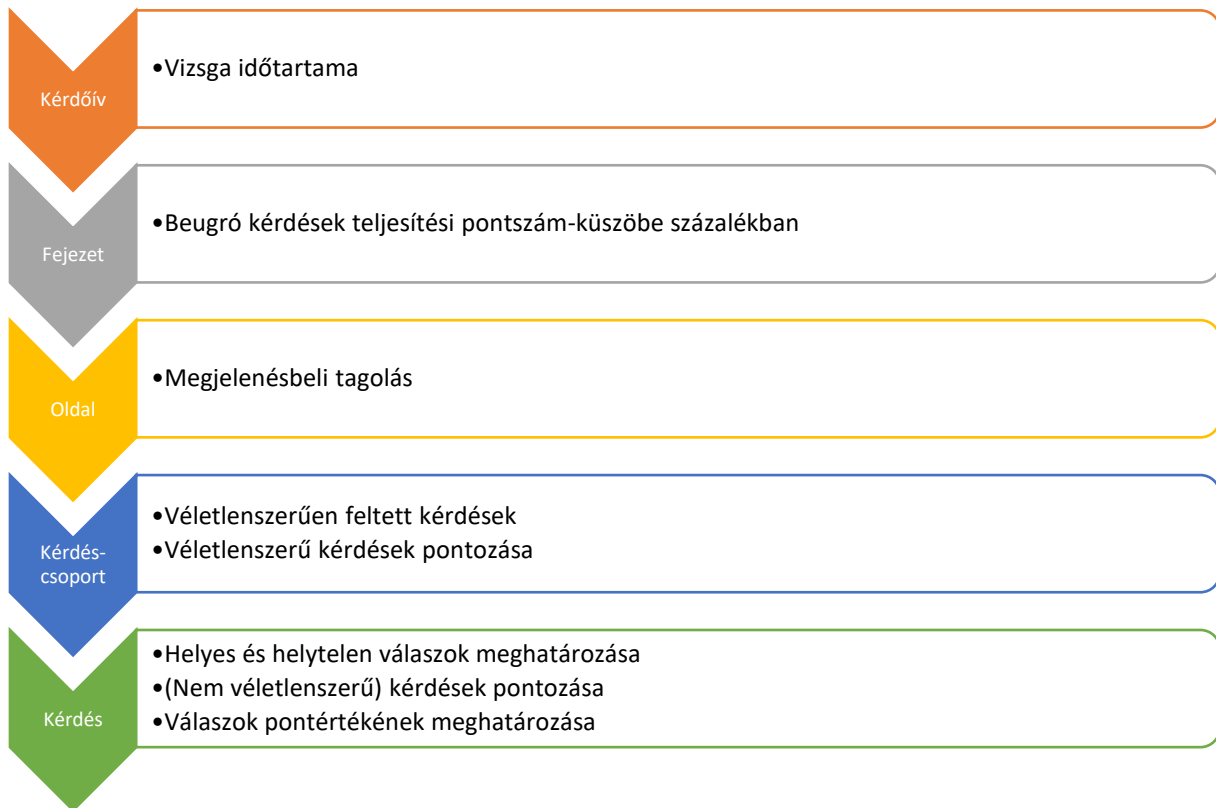 Kérdőív
•Vizsga időtartama
Fejezet
•Beugró kérdések teljesítési pontszám-küszöbe százalékban
Oldal
•Megjelenésbeli tagolás
Kérdés-
csoport
•Véletlenszerűen feltett kérdések
•Véletlenszerű kérdések pontozása
Kérdés
•Helyes és helytelen válaszok meghatározása
•(Nem véletlenszerű) kérdések pontozása
•Válaszok pontértékének meghatározása